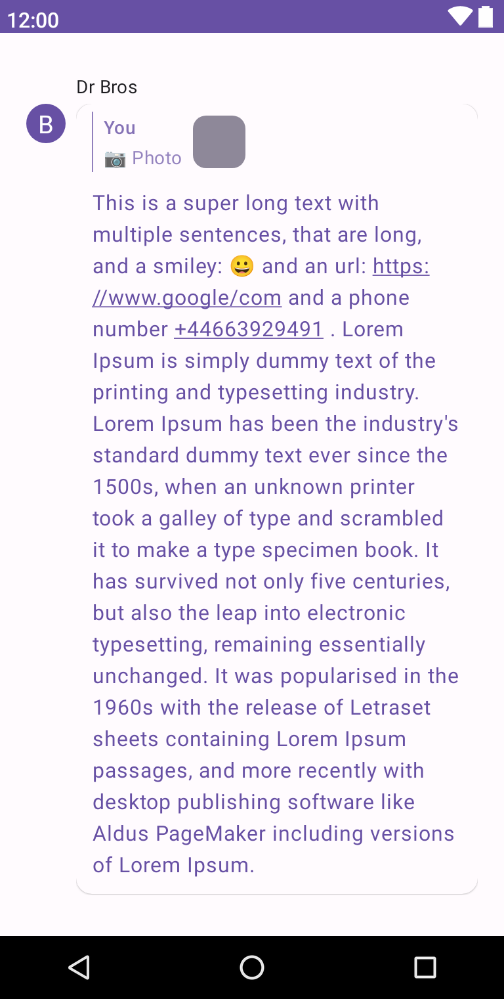 12:00
Dr Bros
B
You
📷 Photo
This is a super long text with
multiple sentences, that are long,
and a smiley: 😀 and an url: https:
//www.google/com and a phone
number +44663929491 . Lorem
Ipsum is simply dummy text of the
printing and typesetting industry.
Lorem Ipsum has been the industry's
standard dummy text ever since the
1500s, when an unknown printer
took a galley of type and scrambled
it to make a type specimen book. It
has survived not only five centuries,
but also the leap into electronic
typesetting, remaining essentially
unchanged. It was popularised in the
1960s with the release of Letraset
sheets containing Lorem Ipsum
passages, and more recently with
desktop publishing software like
Aldus PageMaker including versions
of Lorem Ipsum.